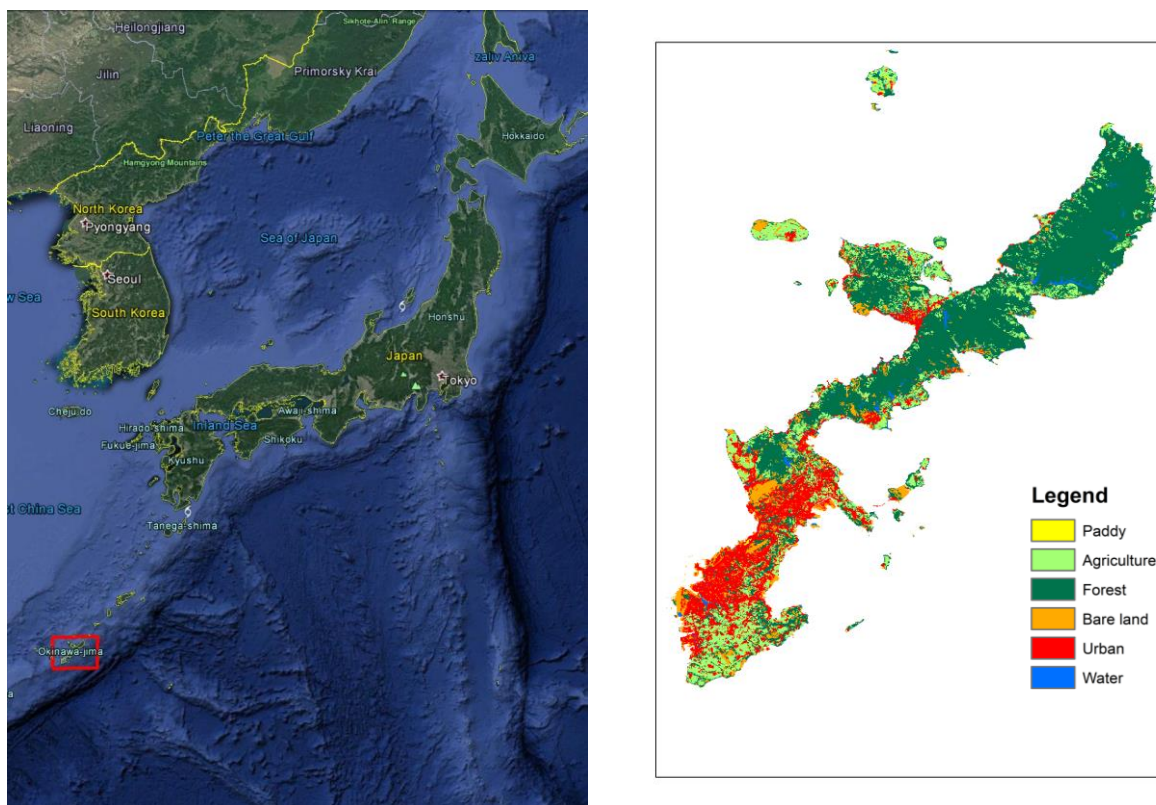 Heilongjiang
Sikhote-Alin' Range
zaliv Aniva
Jilin
Primorsky Krai
Liaoning
Peter the Great Gulf
Hokkaido
Hamgyong Mountains
North Korea
Pyongyang
Sea of Japan
Seoul
w Sea
South Korea
Honshu
Japan
Tokyo
Cheju do
Awaji-shima
Hirado-shima
Inland Sea
Fukue-jima
Shikoku
Kyushu
st China Sea
Tanega-shima
Okinawa-jima
a
Legend
Paddy
Agriculture
Forest
Bare land
Urban
Water